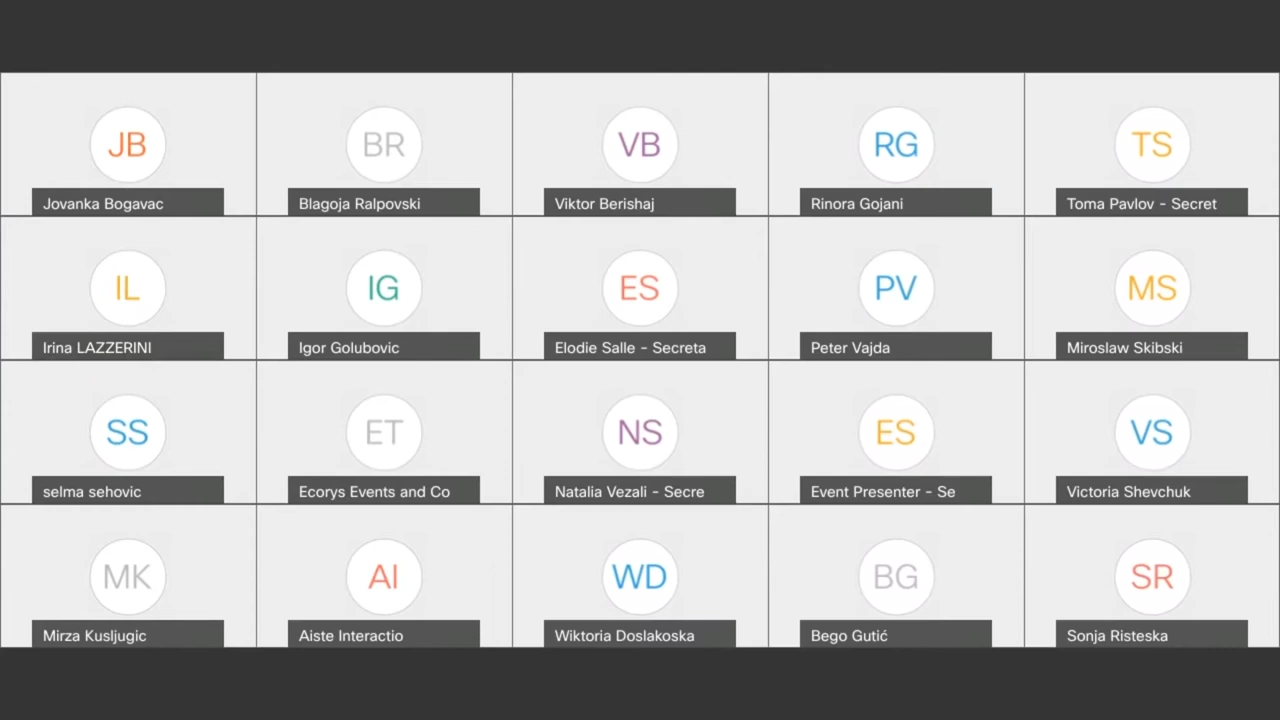 JB
BR
VB
RG
TS
Jovanka Bogavac
Blagoja Ralpovski
Viktor Berishaj
Rinora Gojani
Toma Pavlov - Secret
IL
IG
ES
PV
MS
Irina LAZZERINI
Igor Golubovic
Elodie Salle - Secreta
Peter Vajda
Miroslaw Skibski
SS
ET
NS
ES
VS
selma sehovic
Ecorys Events and Co
Natalia Vezali - Secre
Event Presenter - Se
Victoria Shevchuk
MK
AI
WD
BG
SR
Mirza Kusljugic
Aiste Interactio
Wiktoria Doslakoska
Bego Gutić
Sonja Risteska